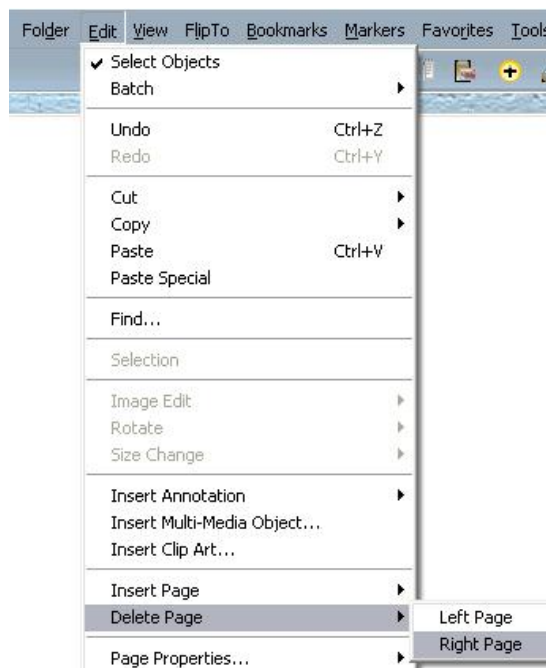 Folder Edit View FlipTo Bookmarks Markers Favorites Tools
Select Objects
Batch
Undo Ctrl+Z
Redo Ctrl+Y
Cut
Copy
Paste Ctrl+V
Paste Special
Find...
Selection
Image Edit
Rotate
Size Change
Insert Annotation
Insert Multi-Media Object...
Insert Clip Art...
Insert Page
Delete Page Left Page
Right Page
Page Properties...